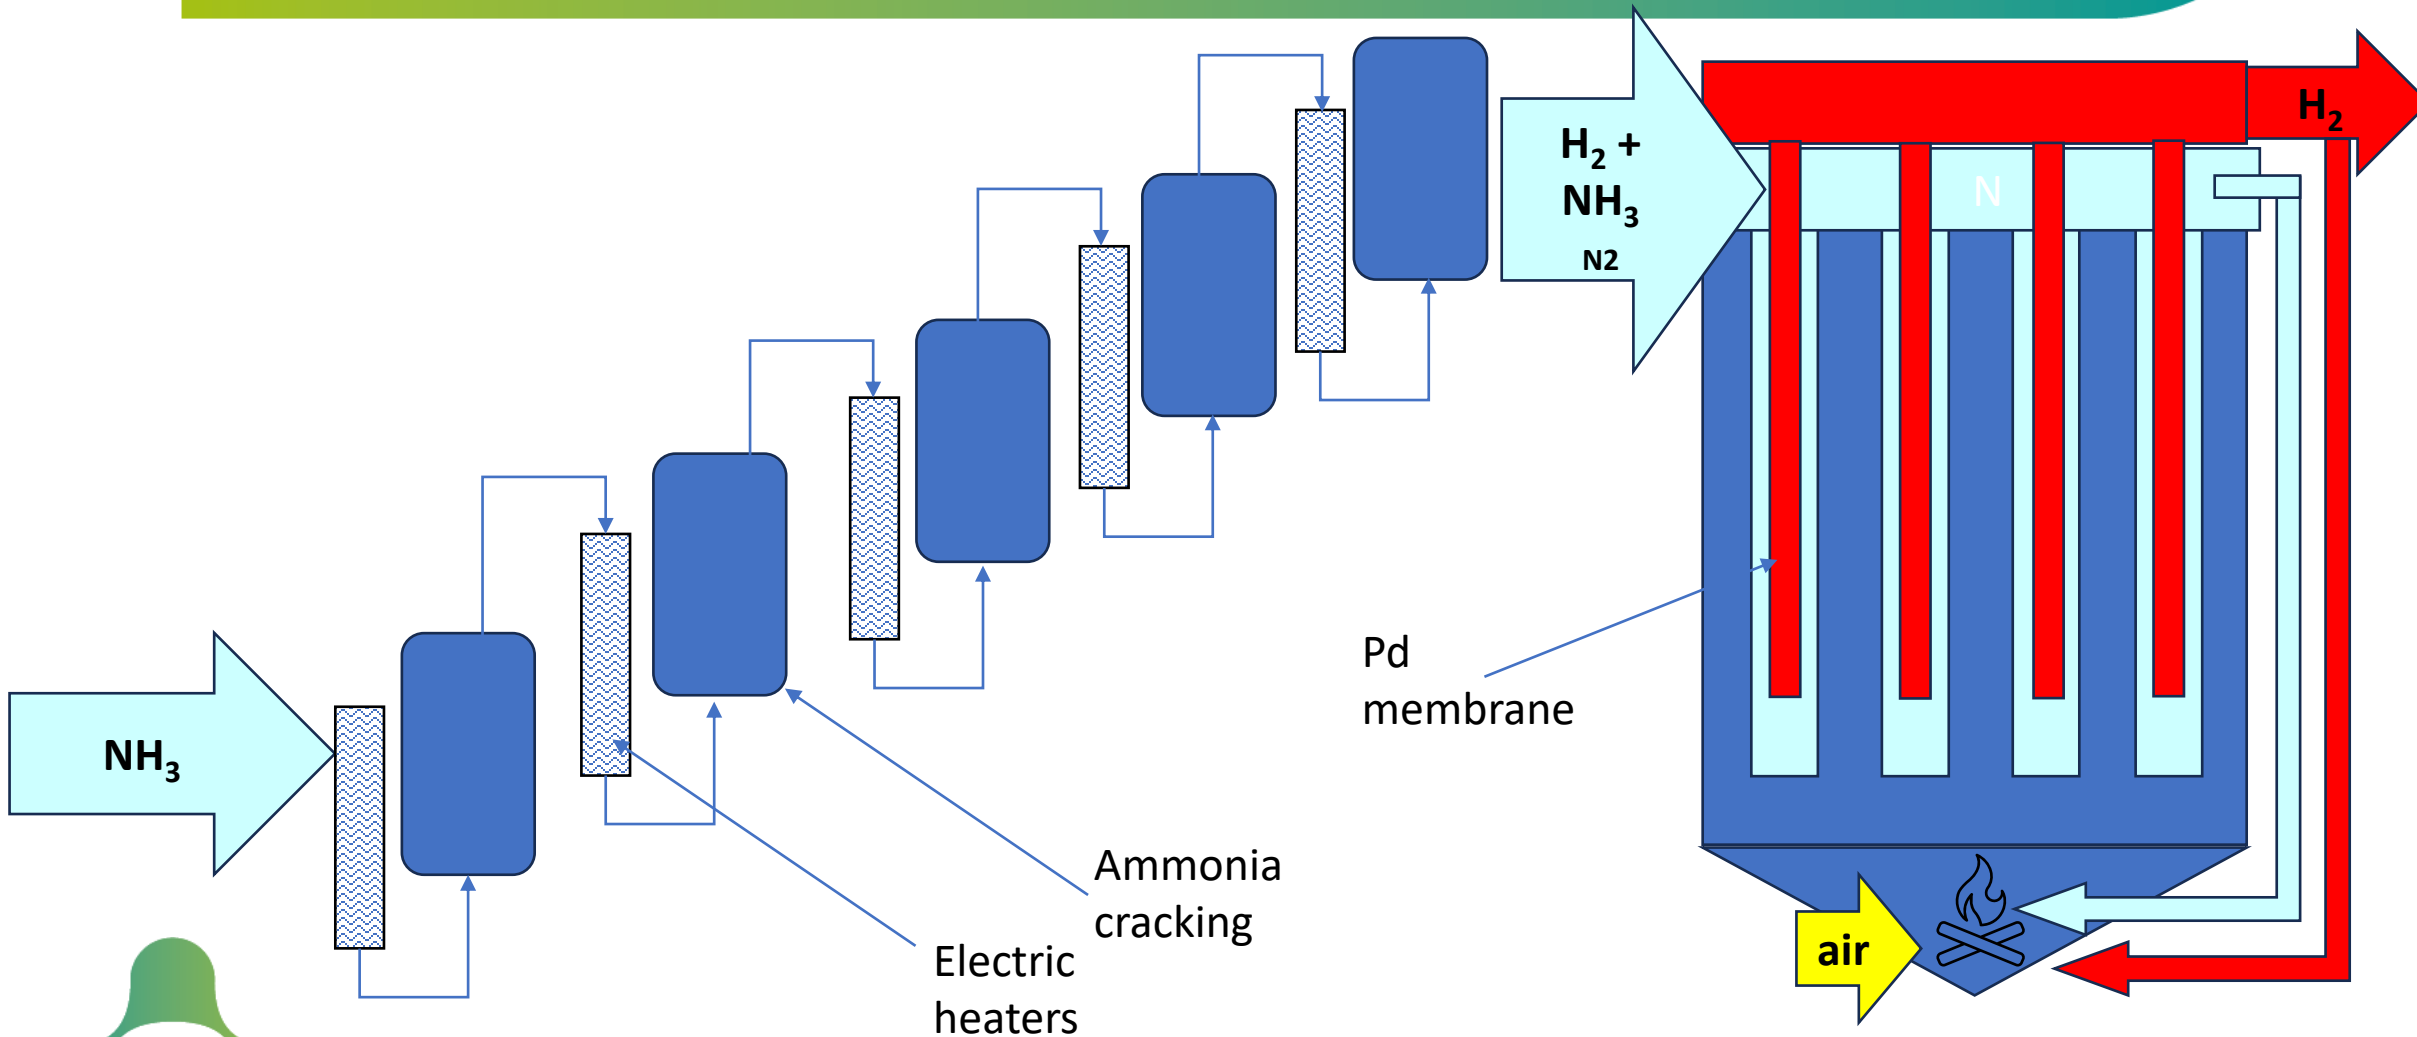 NH₃
Electric
heaters
Ammonia
cracking
H₂ +
NH₃
N2
Pd
membrane
N
H₂
air